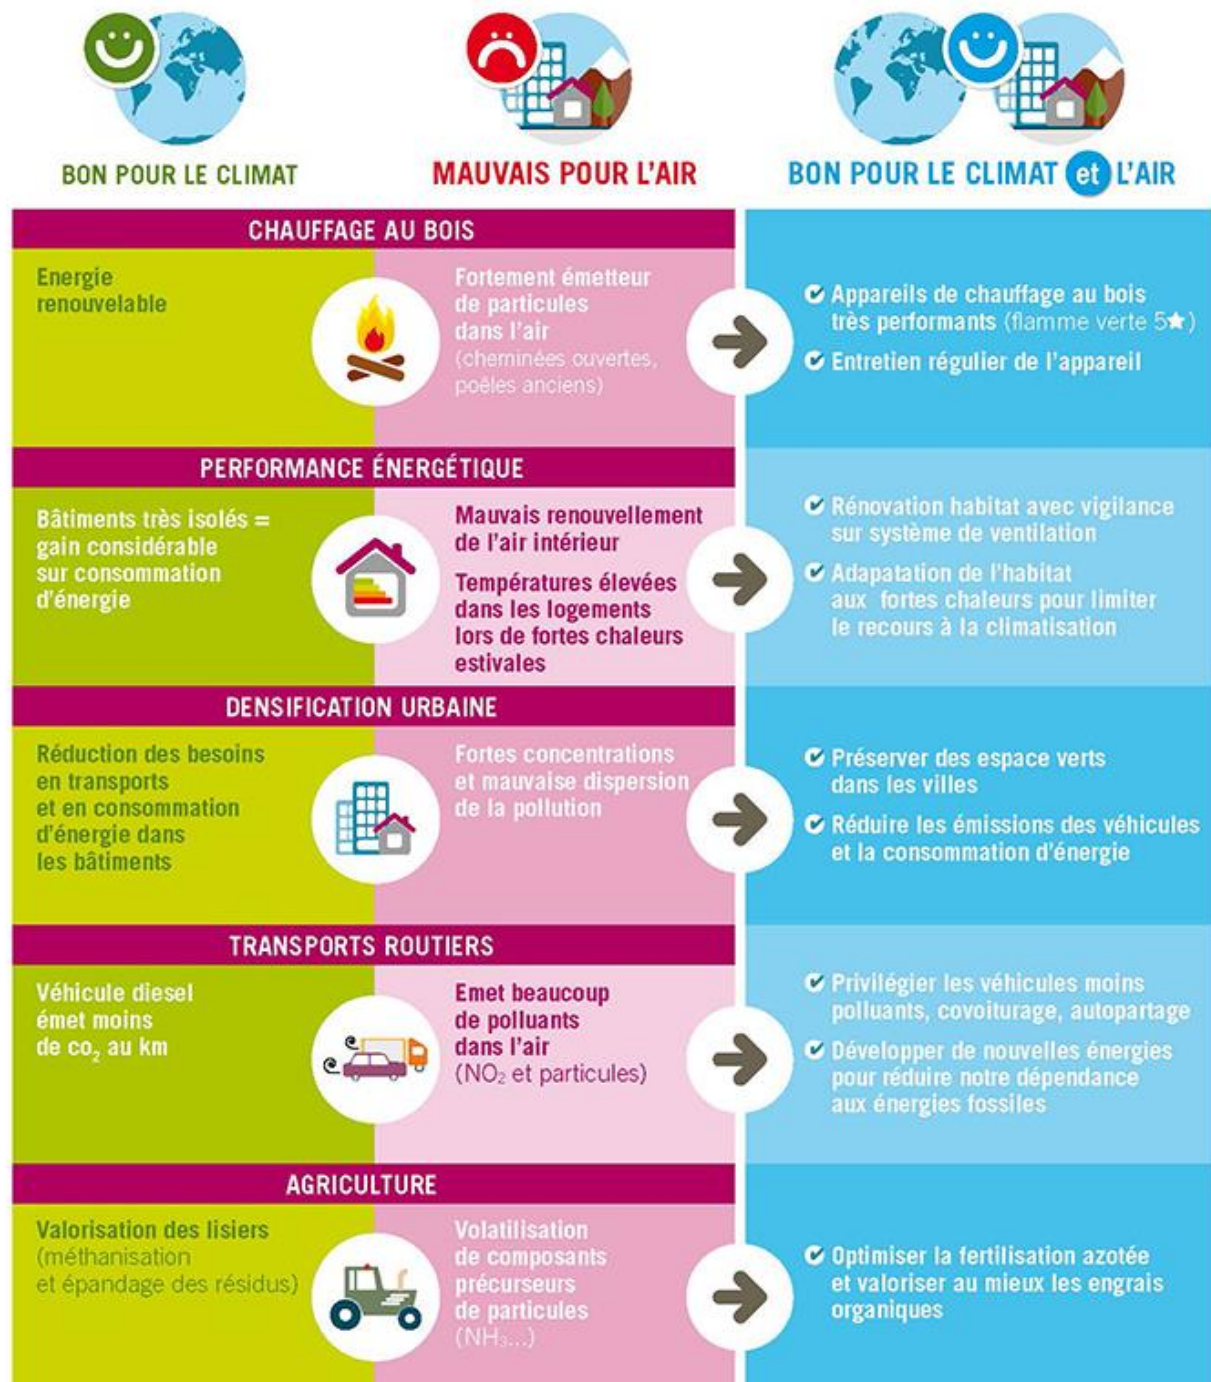 BON POUR LE CLIMAT
MAUVAIS POUR L'AIR
BON POUR LE CLIMAT et L'AIR
CHAUFFAGE AU BOIS
Energie
renouvelable
Fortement émetteur
de particules
dans l'air
(cheminées ouvertes,
poêles anciens)
Appareils de chauffage au bois
très performants (flamme verte 5★)
Entretien régulier de l'appareil
PERFORMANCE ÉNERGÉTIQUE
Bâtiments très isolés =
gain considérable
sur consommation
d'énergie
Mauvais renouvellement
de l'air intérieur
Températures élevées
dans les logements
lors de fortes chaleurs
estivales
Rénovation habitat avec vigilance
sur système de ventilation
Adapatation de l'habitat
aux fortes chaleurs pour limiter
le recours à la climatisation
DENSIFICATION URBAINE
Réduction des besoins
en transports
et en consommation
d'énergie dans
les bâtiments
Fortes concentrations
et mauvaise dispersion
de la pollution
Préserver des espace verts
dans les villes
Réduire les émissions des véhicules
et la consommation d'énergie
TRANSPORTS ROUTIERS
Véhicule diesel
émet moins
de co₂ au km
Emet beaucoup
de polluants
dans l'air
(NO₂ et particules)
Privilégier les véhicules moins
polluants, covoiturage, autopartage
Développer de nouvelles énergies
pour réduire notre dépendance
aux énergies fossiles
AGRICULTURE
Valorisation des lisiers
(méthanisation
et épandage des résidus)
Volatilisation
de composants
précurseurs
de particules
(NH₃...)
Optimiser la fertilisation azotée
et valoriser au mieux les engrais
organiques